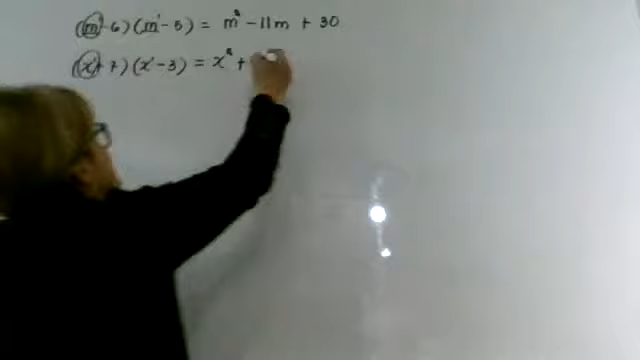 (m-6)(m-5) = m² -11m + 30
(x+7)(x-3) = x² +